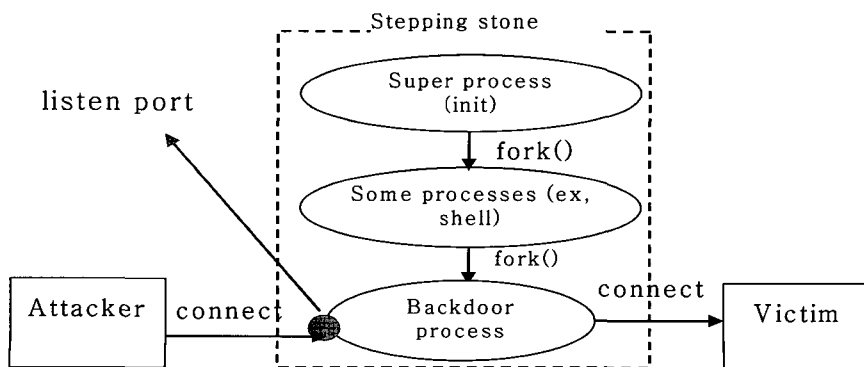 Stepping stone
Super process
(init)
listen port
fork()
Some processes (ex,
shell)
fork()
Attacker
connect
Backdoor
process
connect
Victim